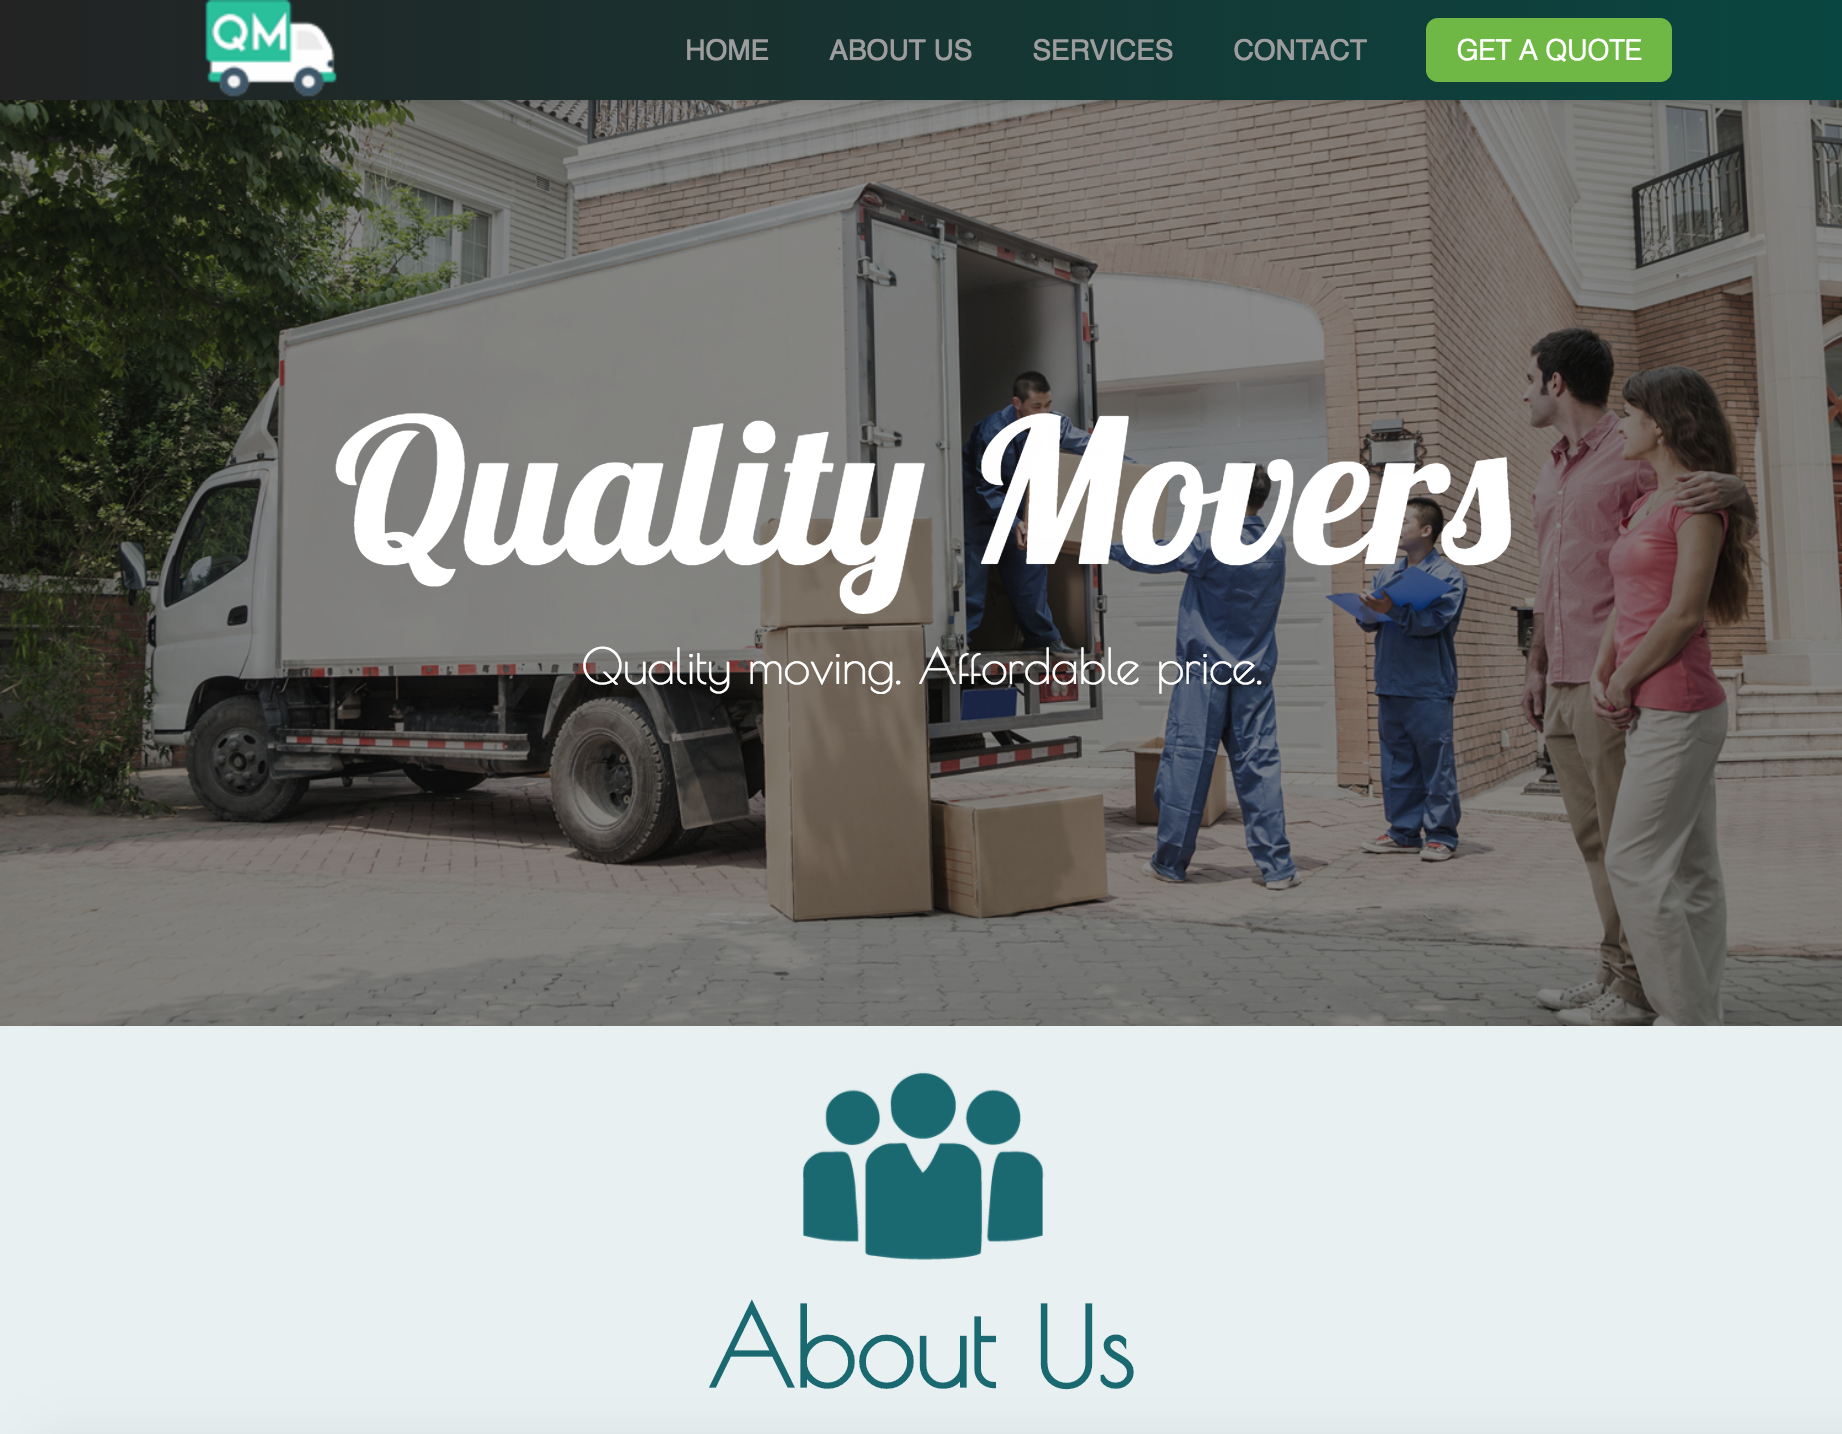 QM
HOME ABOUT US SERVICES CONTACT GET A QUOTE
Quality Movers
Quality moving. Affordable price.
About Us